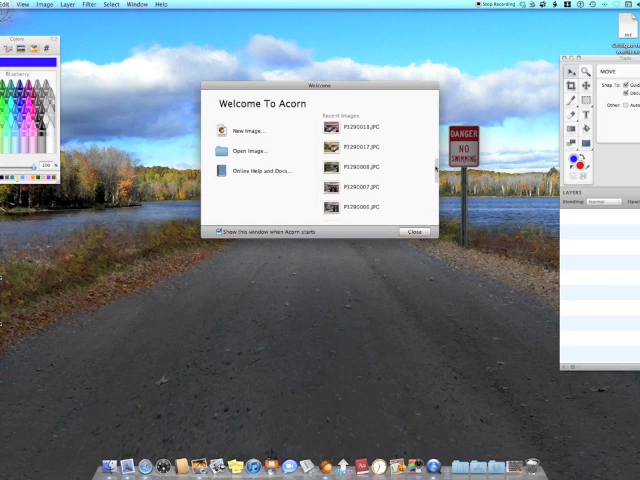 Edit View Image Layer Filter Select Window Help
Stop Recording
Colors
Blueberry
100 %
Welcome
Welcome To Acorn
New Image...
Open Image...
Online Help and Docs...
Recent Images
P3290018.JPG
P3290017.JPG
P3290008.JPG
P3290007.JPG
P3290006.JPG
Show this window when Acorn starts
Close
DANGER
NO
SWIMMING
Tools
MOVE
Snap To:
Other:
LAYERS
Blending: Normal